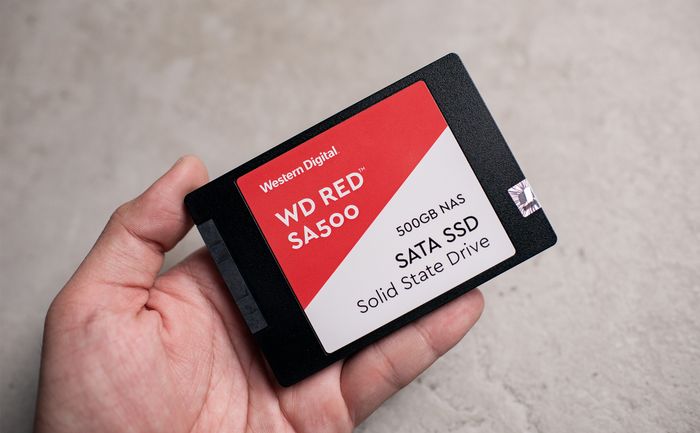 Western Digital.
WD RED™
SA500
500GB NAS
SATA SSD
Solid State Drive